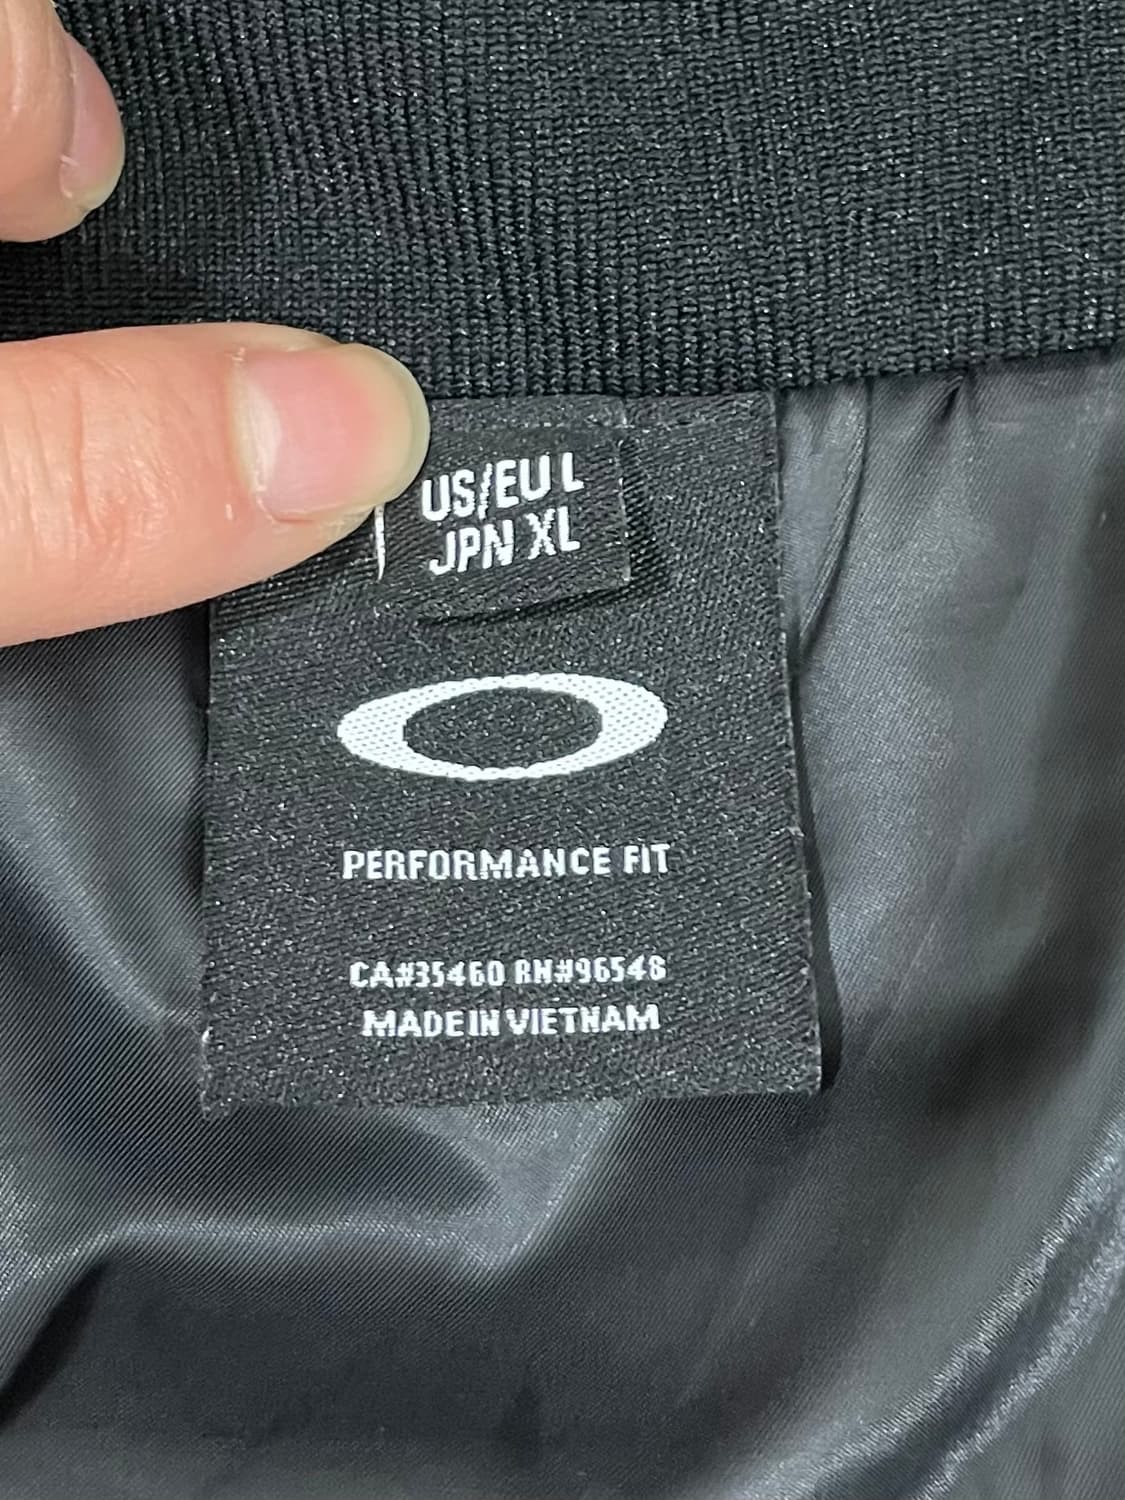 US/EU L
JPN XL
PERFORMANCE FIT
CA#35460 RN#96548
MADE IN VIETNAM